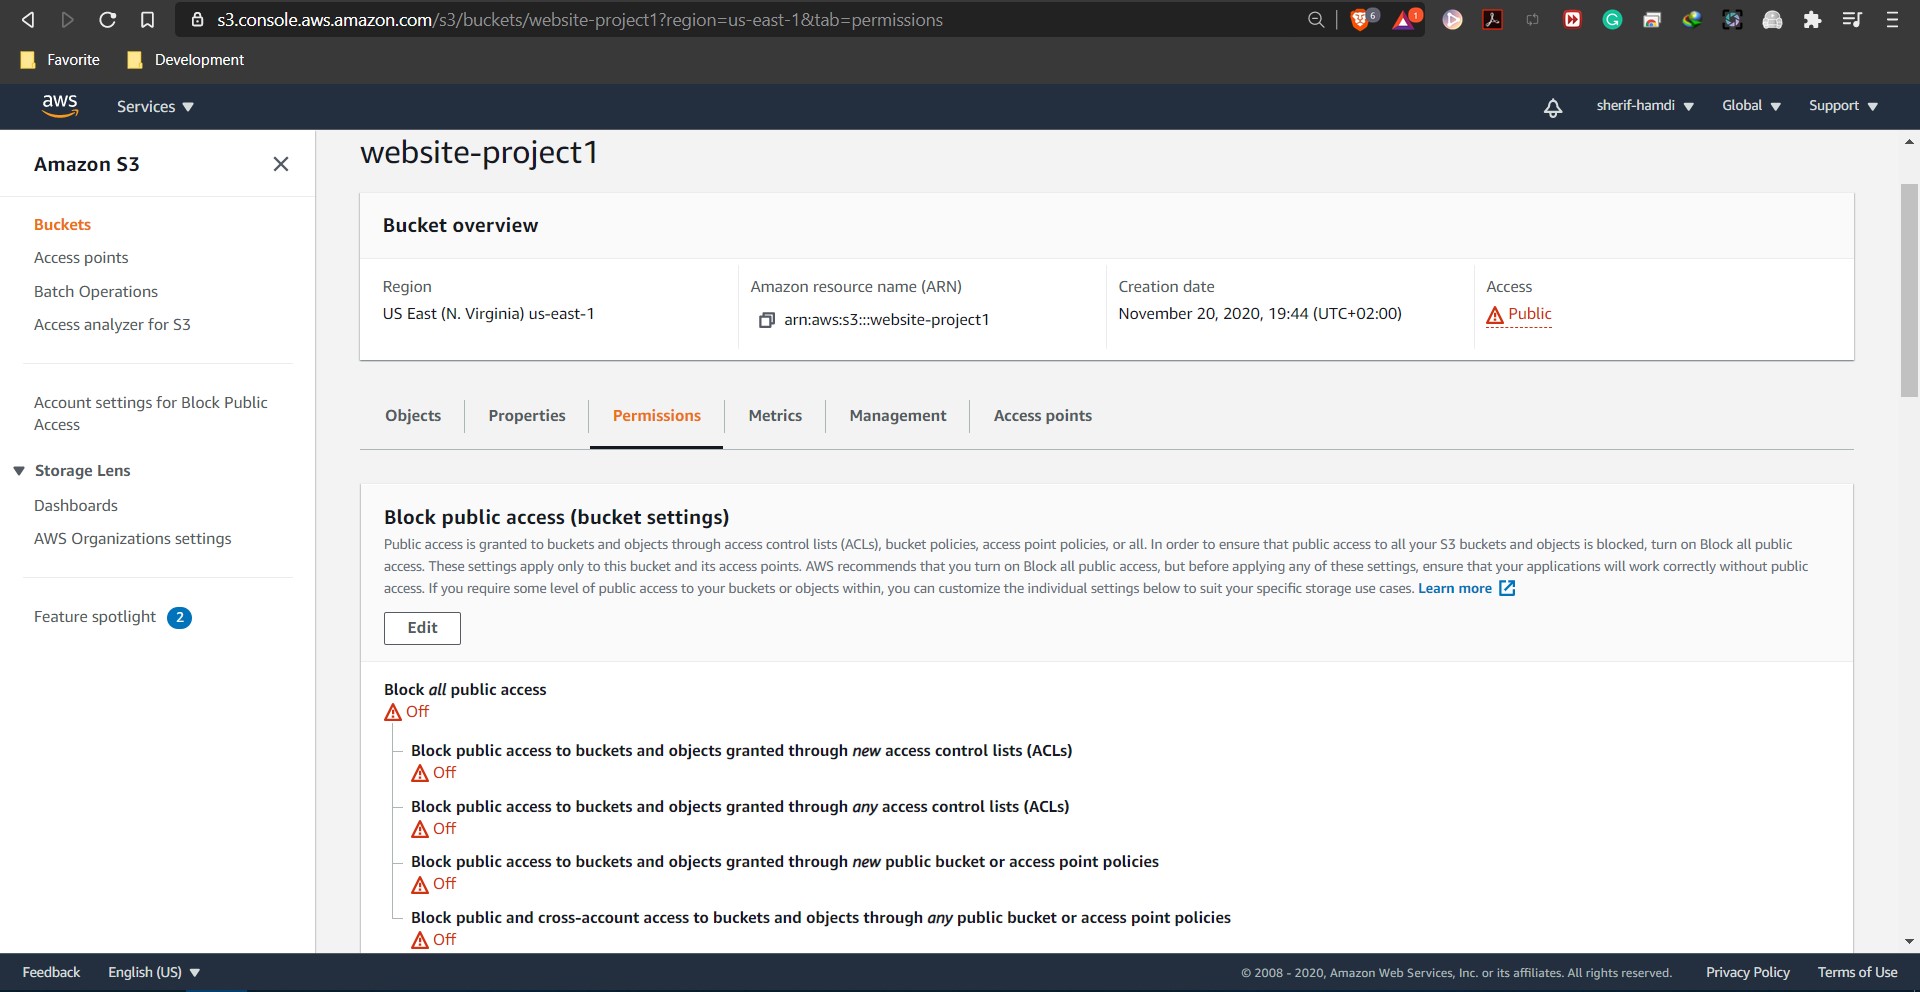 s3.console.aws.amazon.com/s3/buckets/website-project1?region=us-east-1&tab=permissions
6
1
Favorite
Development
aws
Services
sherif-hamdi
Global
Support
Amazon S3
Buckets
Access points
Batch Operations
Access analyzer for S3
Account settings for Block Public
Access
Storage Lens
Dashboards
AWS Organizations settings
Feature spotlight 2
website-project1
Bucket overview
Region
US East (N. Virginia) us-east-1
Amazon resource name (ARN)
arn:aws:s3:::website-project1
Creation date
November 20, 2020, 19:44 (UTC+02:00)
Access
Public
Objects
Properties
Permissions
Metrics
Management
Access points
Block public access (bucket settings)
Public access is granted to buckets and objects through access control lists (ACLs), bucket policies, access point policies, or all. In order to ensure that public access to all your S3 buckets and objects is blocked, turn on Block all public
access. These settings apply only to this bucket and its access points. AWS recommends that you turn on Block all public access, but before applying any of these settings, ensure that your applications will work correctly without public
access. If you require some level of public access to your buckets or objects within, you can customize the individual settings below to suit your specific storage use cases. Learn more
Edit
Block all public access
Off
Block public access to buckets and objects granted through new access control lists (ACLs)
Off
Block public access to buckets and objects granted through any access control lists (ACLs)
Off
Block public access to buckets and objects granted through new public bucket or access point policies
Off
Block public and cross-account access to buckets and objects through any public bucket or access point policies
Off
Feedback
English (US)
© 2008 - 2020, Amazon Web Services, Inc. or its affiliates. All rights reserved.
Privacy Policy
Terms of Use